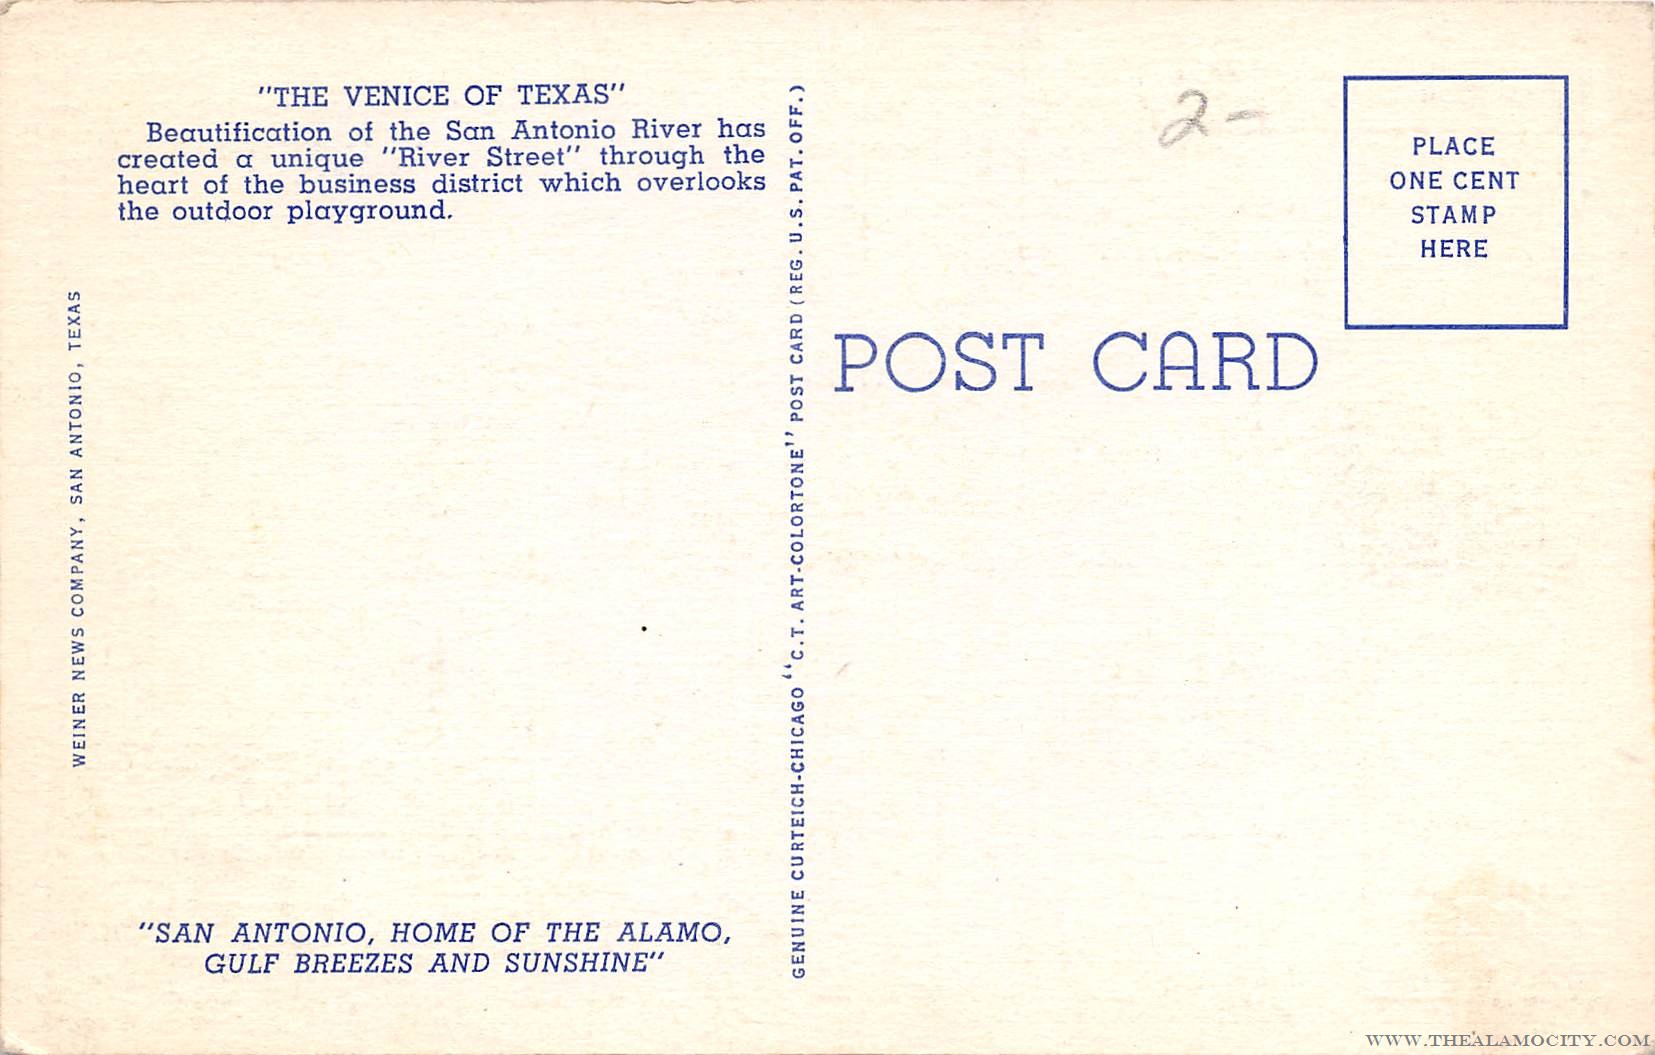 "THE VENICE OF TEXAS"
Beautification of the San Antonio River has
created a unique "River Street" through the
heart of the business district which overlooks
the outdoor playground.
WEINER NEWS COMPANY, SAN ANTONIO, TEXAS
"SAN ANTONIO, HOME OF THE ALAMO,
GULF BREEZES AND SUNSHINE"
GENUINE CURTEICH-CHICAGO "C.T. ART-COLORTONE" POST CARD (REG. U.S. PAT. OFF.)
2-
PLACE
ONE CENT
STAMP
HERE
POST CARD
WWW.THEALAMOCITY.COM